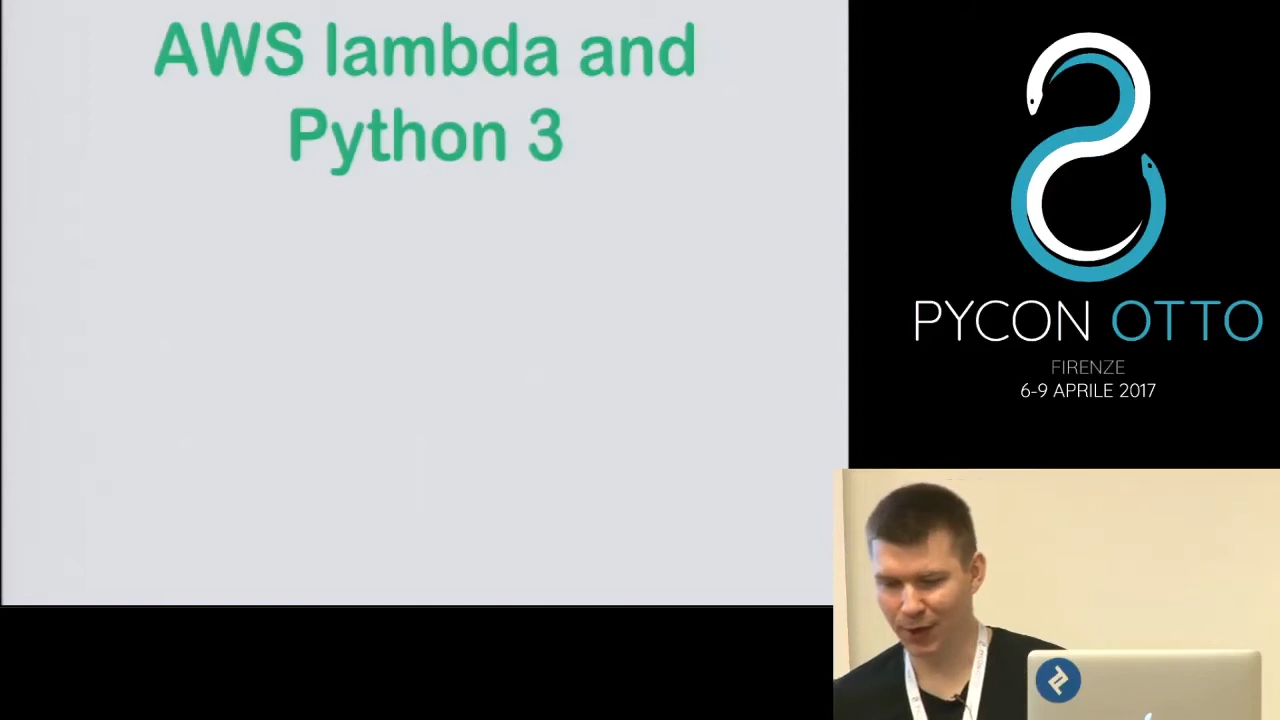 AWS lambda and
Python 3
PYCON OTTO
FIRENZE
6-9 APRILE 2017